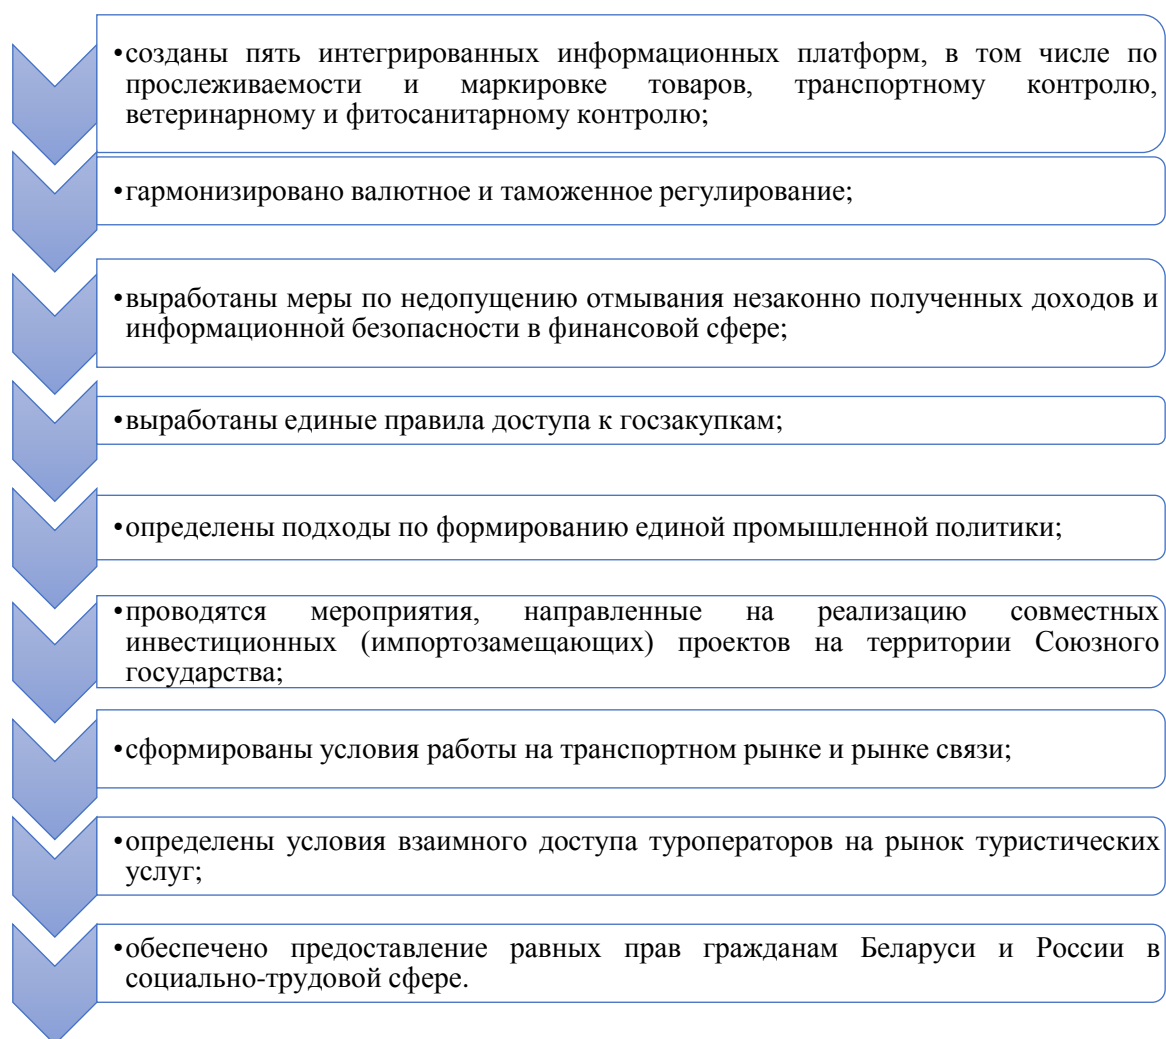 •созданы пять интегрированных информационных платформ, в том числе по
прослеживаемости и маркировке товаров, транспортному контролю,
ветеринарному и фитосанитарному контролю;
•гармонизировано валютное и таможенное регулирование;
•выработаны меры по недопущению отмывания незаконно полученных доходов и
информационной безопасности в финансовой сфере;
•выработаны единые правила доступа к госзакупкам;
•определены подходы по формированию единой промышленной политики;
•проводятся мероприятия, направленные на реализацию совместных
инвестиционных (импортозамещающих) проектов на территории Союзного
государства;
•сформированы условия работы на транспортном рынке и рынке связи;
•определены условия взаимного доступа туроператоров на рынок туристических
услуг;
•обеспечено предоставление равных прав гражданам Беларуси и России в
социально-трудовой сфере.